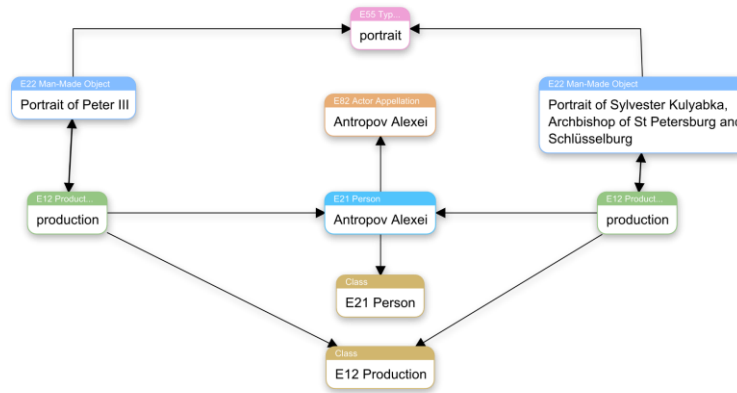 E55 Typ...
portrait
E22 Man-Made Object
Portrait of Peter III
E22 Man-Made Object
Portrait of Sylvester Kulyabka,
Archbishop of St Petersburg and
Schlüsselburg
E82 Actor Appellation
Antropov Alexei
E12 Product...
production
E21 Person
Antropov Alexei
E12 Product...
production
Class
E21 Person
Class
E12 Production